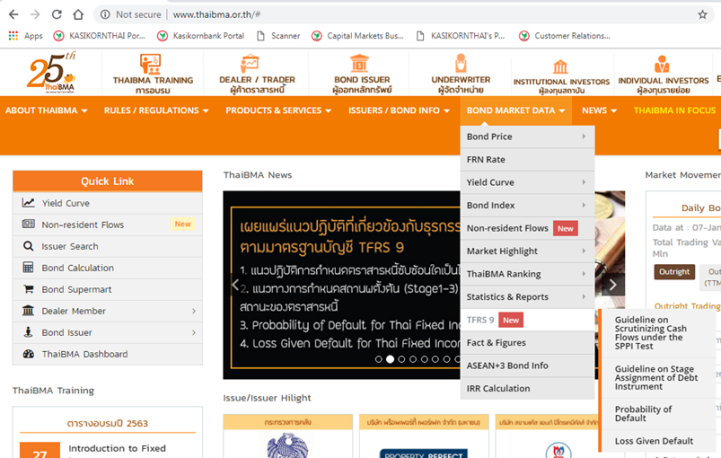 Not secure | www.thaibma.or.th/#
Apps KASIKORNTHAI Por... Kasikornbank Portal Scanner Capital Markets Bus... KASIKORNTHAI's P... Customer Relations...
25th
ThaiBMA
THAIBMA TRAINING
การอบรม
DEALER / TRADER
ผู้ค้าตราสารหนี้
BOND ISSUER
ผู้ออกหลักทรัพย์
UNDERWRITER
ผู้จัดจำหน่าย
INSTITUTIONAL INVESTORS
ผู้ลงทุนสถาบัน
INDIVIDUAL INVESTORS
ผู้ลงทุนรายย่อย
ABOUT THAIBMA RULES / REGULATIONS PRODUCTS & SERVICES ISSUERS / BOND INFO BOND MARKET DATA NEWS THAIBMA IN FOCUS
Bond Price
FRN Rate
Yield Curve
Bond Index
Non-resident Flows New
Market Highlight
ThaiBMA Ranking
Statistics & Reports
TFRS 9 New
Fact & Figures
ASEAN+3 Bond Info
IRR Calculation
Guideline on
Scrutinizing Cash
Flows under the
SPPI Test
Guideline on Stage
Assignment of Debt
Instrument
Probability of
Default
Loss Given Default
Quick Link
Yield Curve
Non-resident Flows New
Issuer Search
Bond Calculation
Bond Supermart
Dealer Member
Bond Issuer
ThaiBMA Dashboard
ThaiBMA Training
ตารางอบรมปี 2563
27
Introduction to Fixed
ThaiBMA News
เผยแพร่แนวปฏิบัติที่เกี่ยวข้องกับธุรกรร
ตามมาตรฐานบัญชี TFRS 9
1. แนวปฏิบัติการกำหนดตราสารหนี้ซับซ้อนใดเป็นไ
2. แนวทางการกำหนดสถานะชั้นหนี้ (Stage1-3)
สถานะของตราสารหนี้
3. Probability of Default for Thai Fixed Inco
4. Loss Given Default for Thai Fixed Incor
Issue/Issuer Hilight
กระทรวงการคลัง
บริษัท พร็อพเพอร์ตี้ เพอร์เฟค จำกัด (มหาชน)
PROPERTY PERFECT
Market Movemen
Daily Bo
Data at : 07-Jan
Total Trading Va
Min
Outright Out
(TTM
Outright Trading